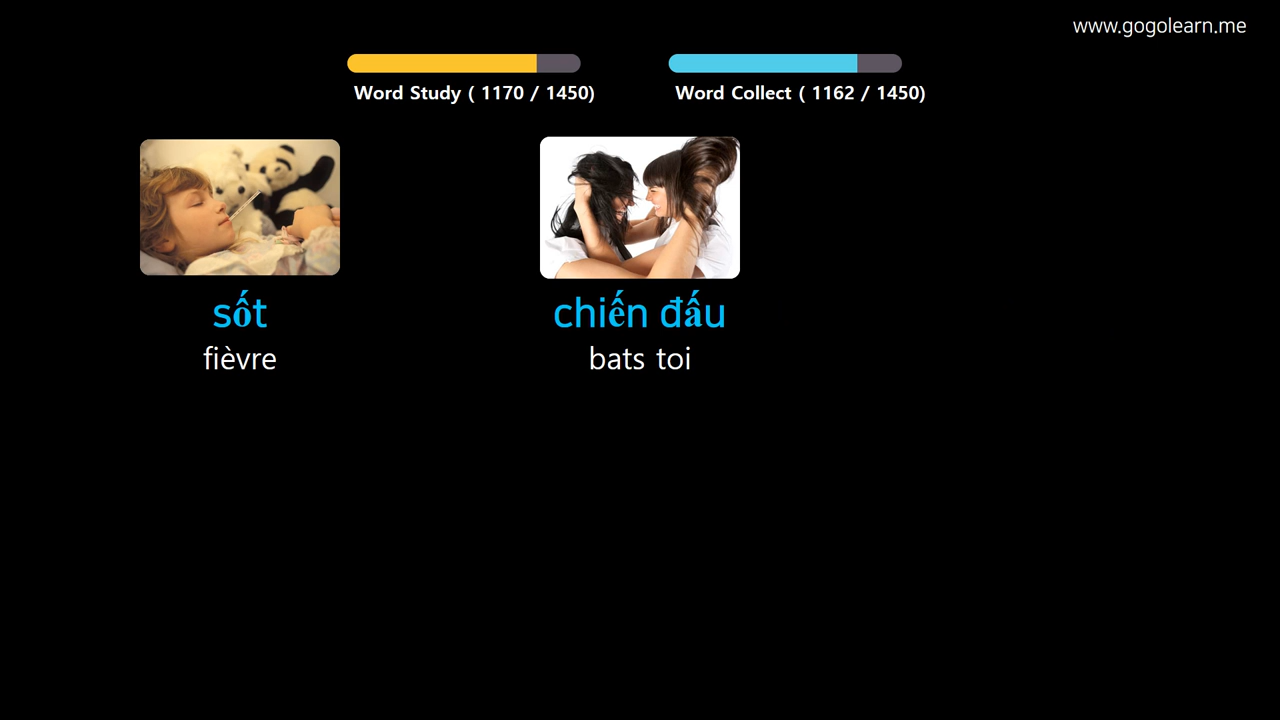 www.gogolearn.me
Word Study ( 1170 / 1450)
Word Collect ( 1162 / 1450)
sốt
fièvre
chiến đấu
bats toi